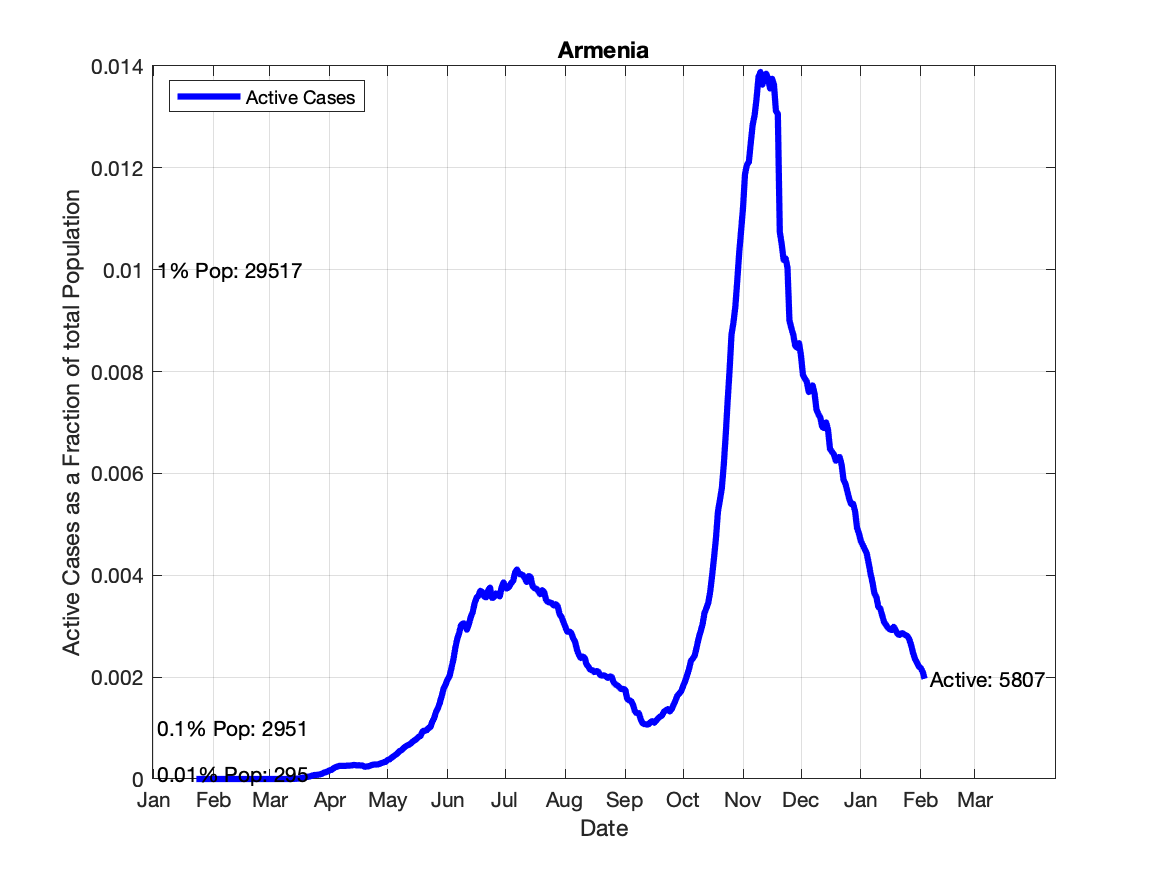 Armenia
Active Cases
0.014
0.012
0.01
0.008
0.006
0.004
0.002
0
Active Cases as a Fraction of total Population
1% Pop: 29517
0.1% Pop: 2951
0.01% Pop: 295
Active: 5807
Jan Feb Mar Apr May Jun Jul Aug Sep Oct Nov Dec Jan Feb Mar
Date